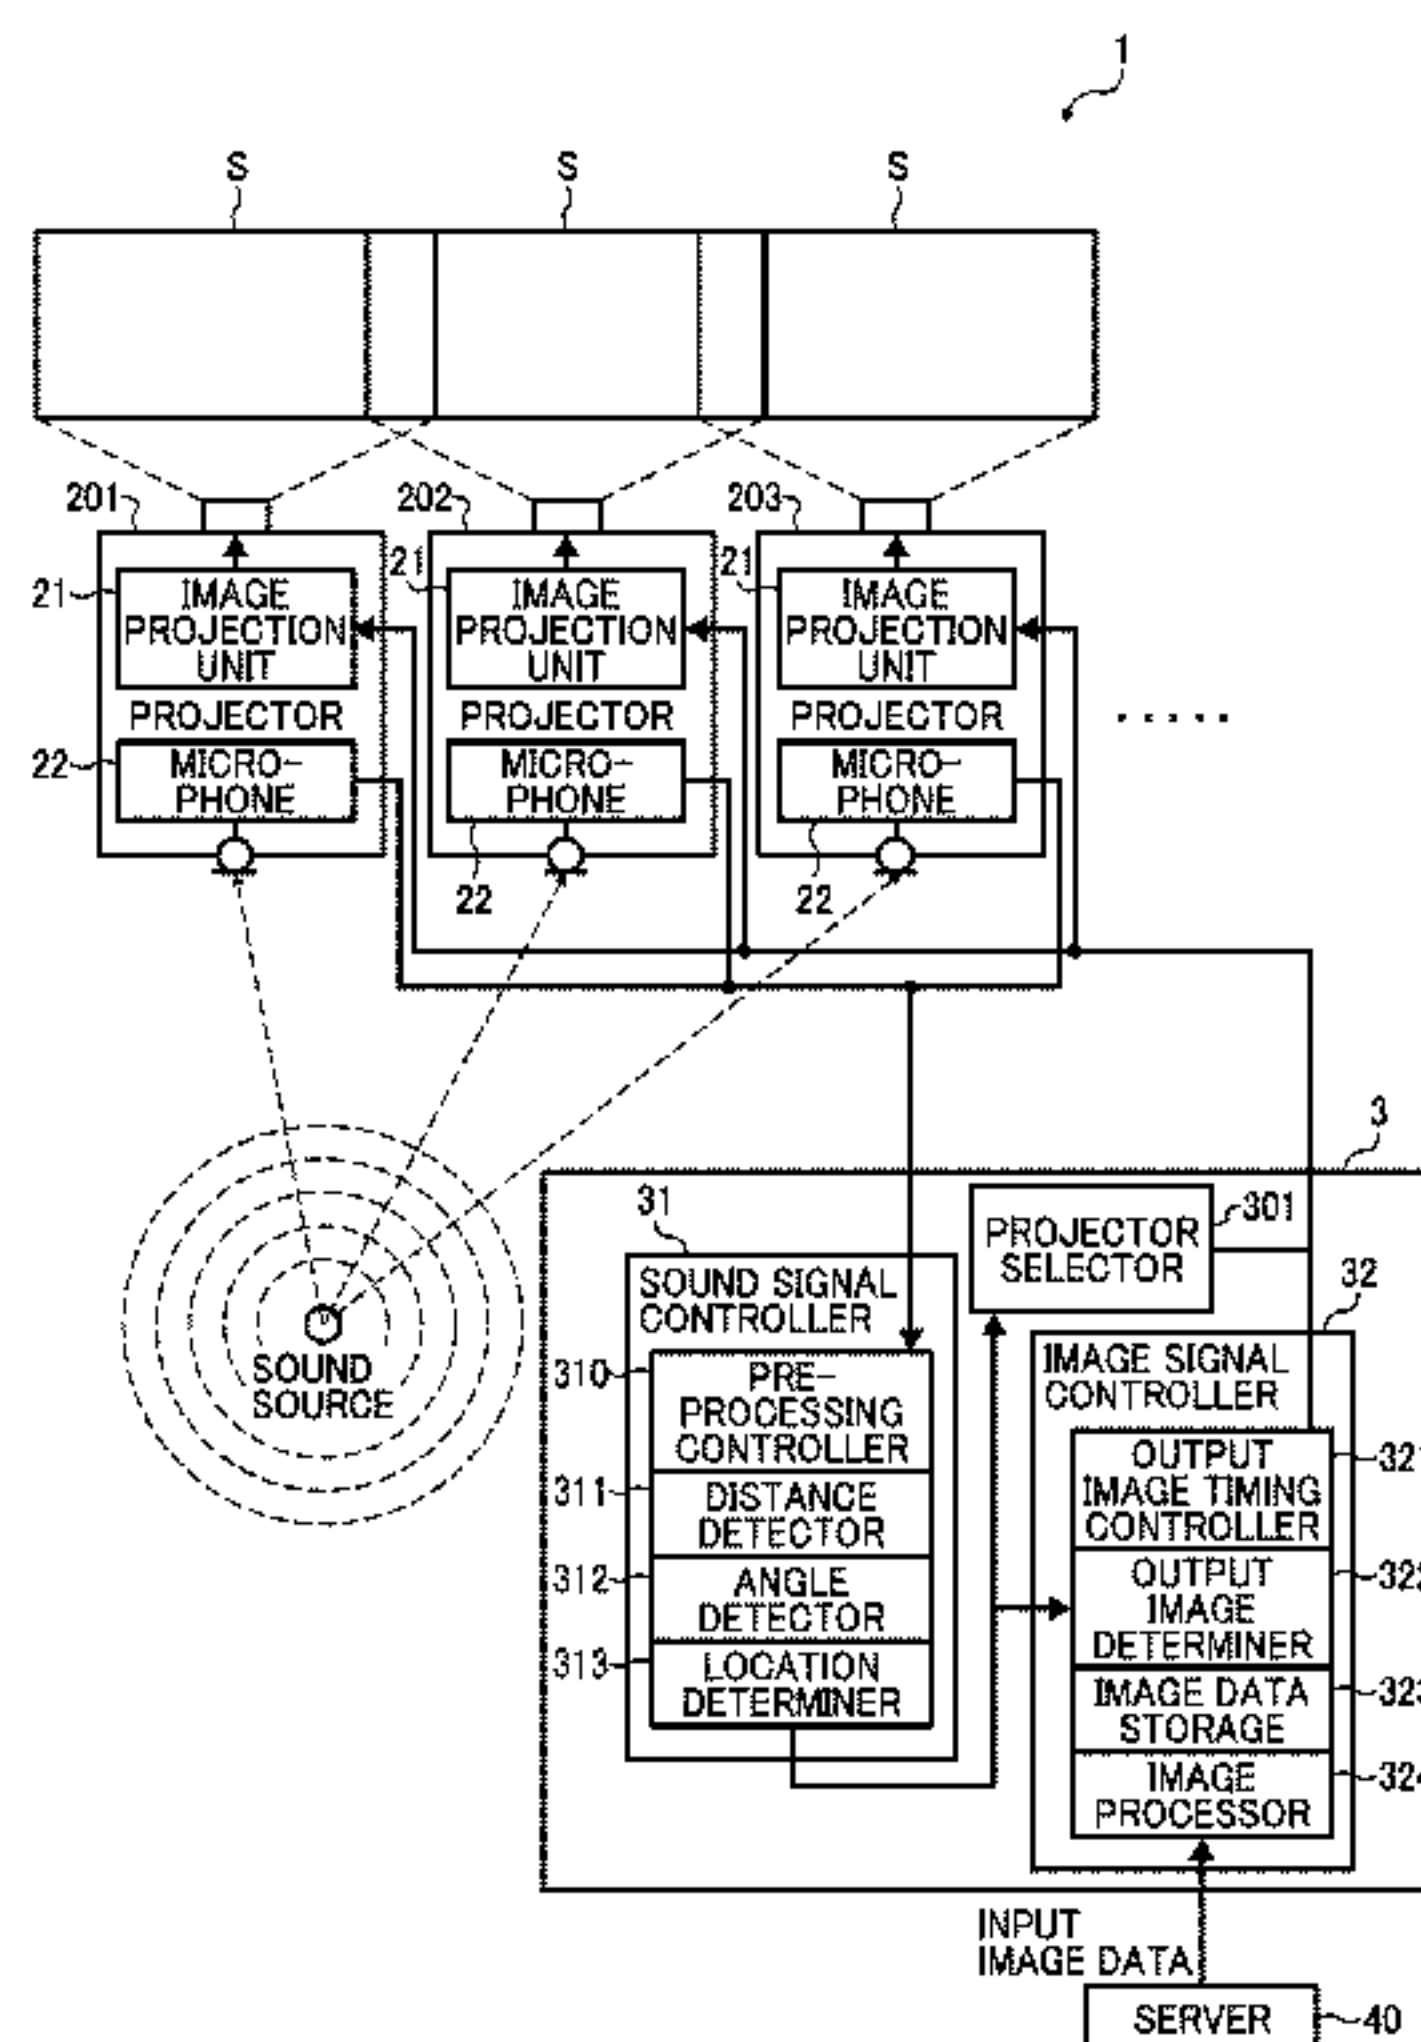 1
S S S
201 202 203
21 IMAGE PROJECTION UNIT
21 IMAGE PROJECTION UNIT
21 IMAGE PROJECTION UNIT
PROJECTOR PROJECTOR PROJECTOR
.....
22 MICRO-
PHONE
MICRO-
PHONE
MICRO-
PHONE
22 22
3
SOUND
SOURCE
31
SOUND SIGNAL
CONTROLLER
310
PRE-
PROCESSING
CONTROLLER
311
DISTANCE
DETECTOR
312
ANGLE
DETECTOR
313
LOCATION
DETERMINER
PROJECTOR
SELECTOR
301
32
IMAGE SIGNAL
CONTROLLER
OUTPUT
IMAGE TIMING
CONTROLLER
321
OUTPUT
IMAGE
DETERMINER
IMAGE DATA
STORAGE
IMAGE
PROCESSOR
INPUT
IMAGE DATA
SERVER
40